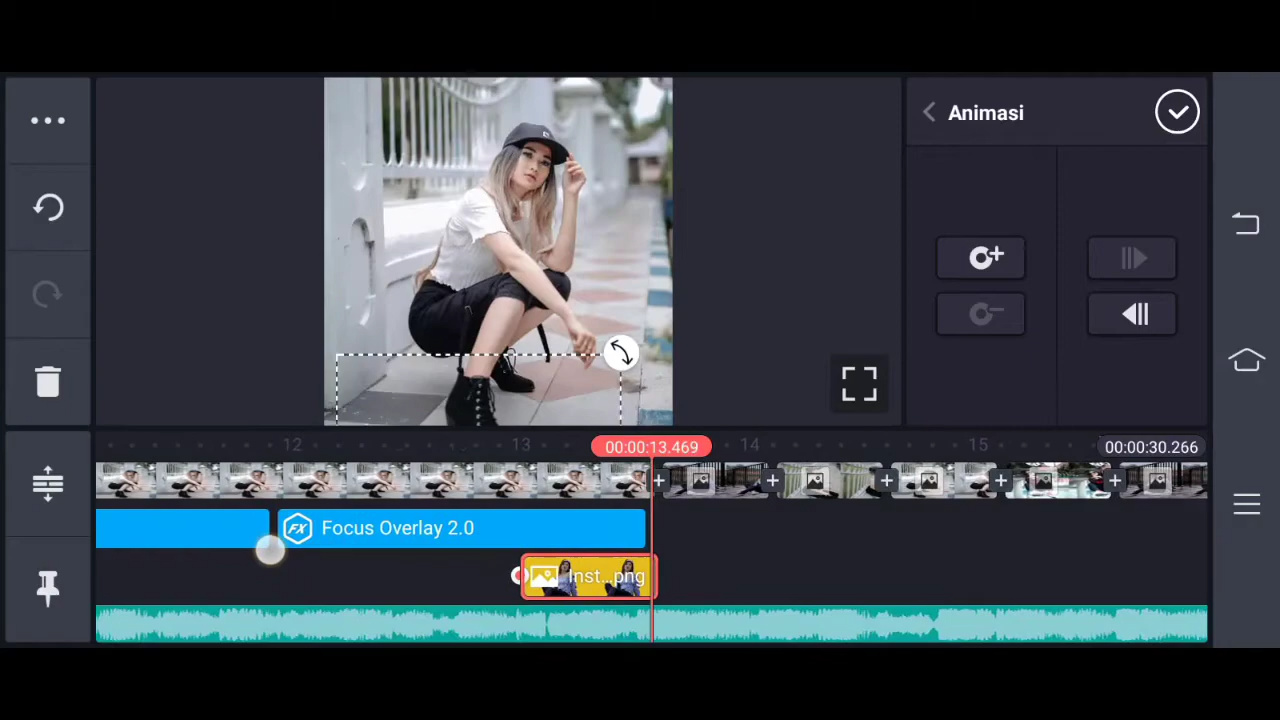 Animasi
12
13
00:00:13.469
14
15
00:00:30.266
FX Focus Overlay 2.0
Inst...png